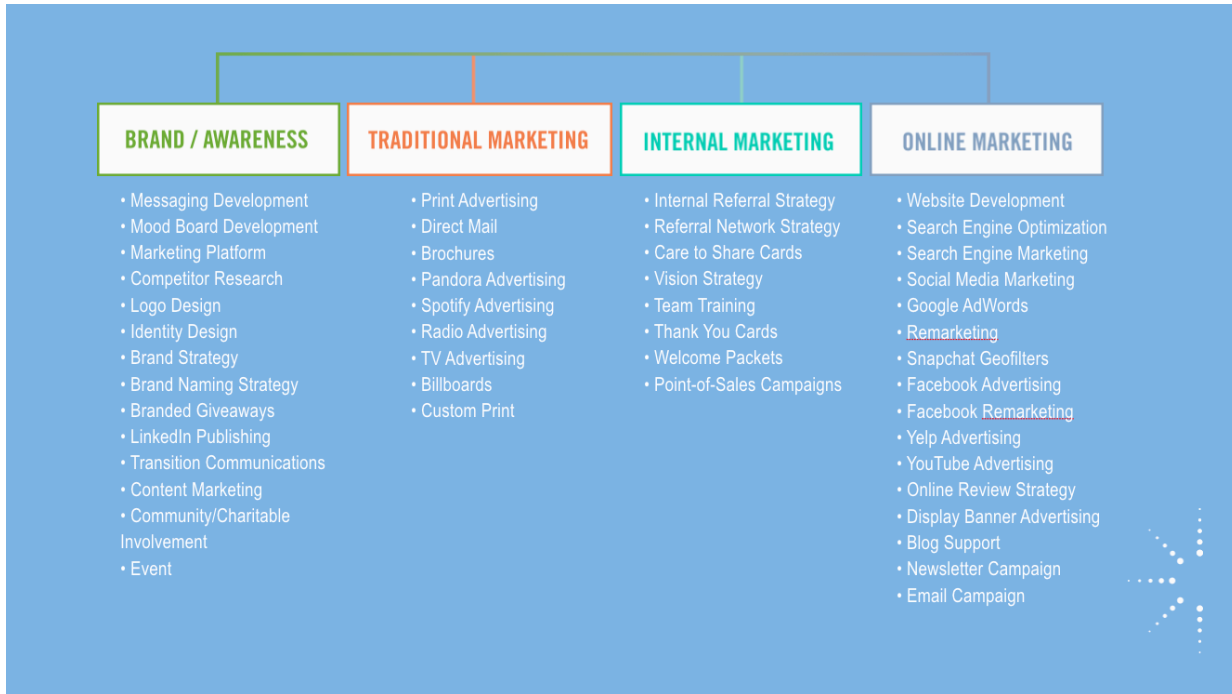 BRAND / AWARENESS
• Messaging Development
• Mood Board Development
• Marketing Platform
• Competitor Research
• Logo Design
• Identity Design
• Brand Strategy
• Brand Naming Strategy
• Branded Giveaways
• LinkedIn Publishing
• Transition Communications
• Content Marketing
• Community/Charitable
Involvement
• Event
TRADITIONAL MARKETING
• Print Advertising
• Direct Mail
• Brochures
• Pandora Advertising
• Spotify Advertising
• Radio Advertising
• TV Advertising
• Billboards
• Custom Print
INTERNAL MARKETING
• Internal Referral Strategy
• Referral Network Strategy
• Care to Share Cards
• Vision Strategy
• Team Training
• Thank You Cards
• Welcome Packets
• Point-of-Sales Campaigns
ONLINE MARKETING
• Website Development
• Search Engine Optimization
• Search Engine Marketing
• Social Media Marketing
• Google AdWords
• Remarketing
• Snapchat Geofilters
• Facebook Advertising
• Facebook Remarketing
• Yelp Advertising
• YouTube Advertising
• Online Review Strategy
• Display Banner Advertising
• Blog Support
• Newsletter Campaign
• Email Campaign